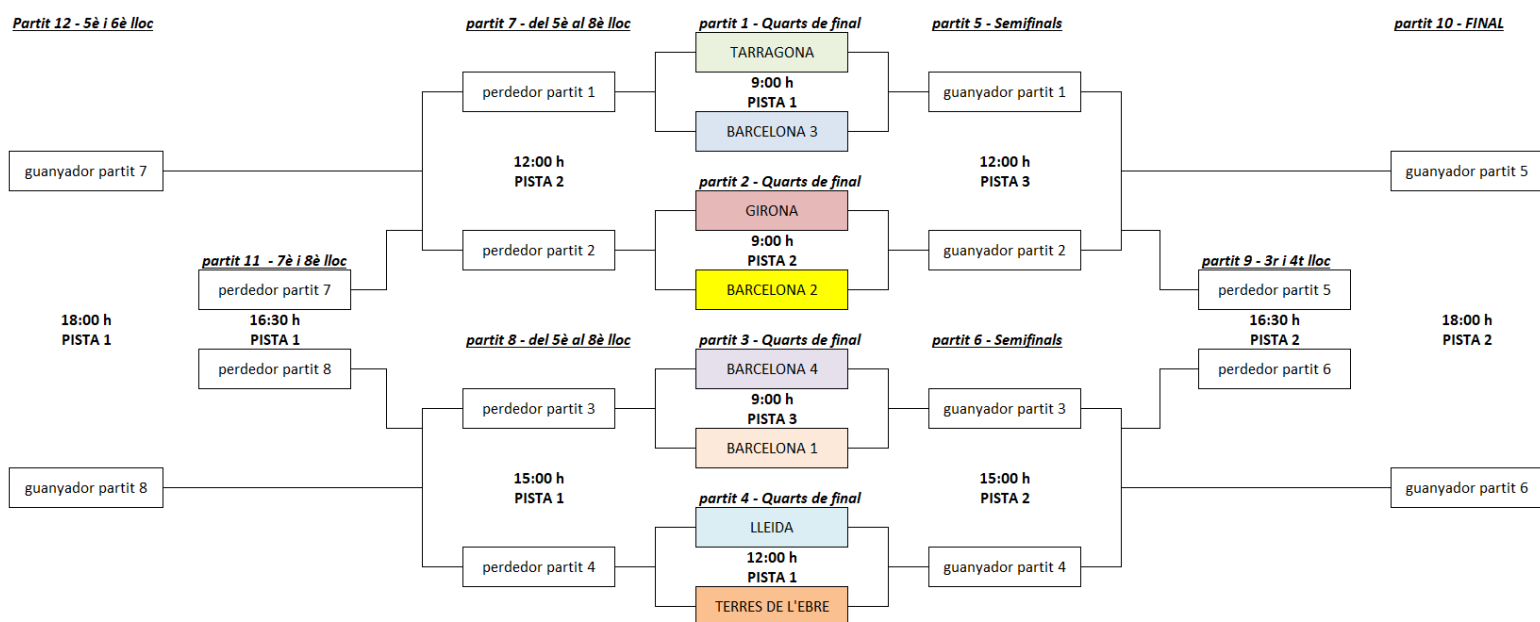 Partit 12 - 5è i 6è lloc
partit 7 - del 5è al 8è lloc
partit 1 - Quarts de final
partit 5 - Semifinals
partit 10 - FINAL
TARRAGONA
perdedor partit 1
9:00 h
PISTA 1
guanyador partit 1
BARCELONA 3
guanyador partit 7
12:00 h
PISTA 2
12:00 h
PISTA 3
guanyador partit 5
partit 2 - Quarts de final
GIRONA
perdedor partit 2
9:00 h
PISTA 2
guanyador partit 2
partit 11 - 7è i 8è lloc
partit 9 - 3r i 4t lloc
perdedor partit 7
BARCELONA 2
perdedor partit 5
18:00 h
PISTA 1
16:30 h
PISTA 1
16:30 h
PISTA 2
18:00 h
PISTA 2
partit 8 - del 5è al 8è lloc
partit 3 - Quarts de final
partit 6 - Semifinals
perdedor partit 8
BARCELONA 4
perdedor partit 6
perdedor partit 3
9:00 h
PISTA 3
guanyador partit 3
BARCELONA 1
guanyador partit 8
15:00 h
PISTA 1
15:00 h
PISTA 2
guanyador partit 6
partit 4 - Quarts de final
LLEIDA
perdedor partit 4
12:00 h
PISTA 1
guanyador partit 4
TERRES DE L'EBRE